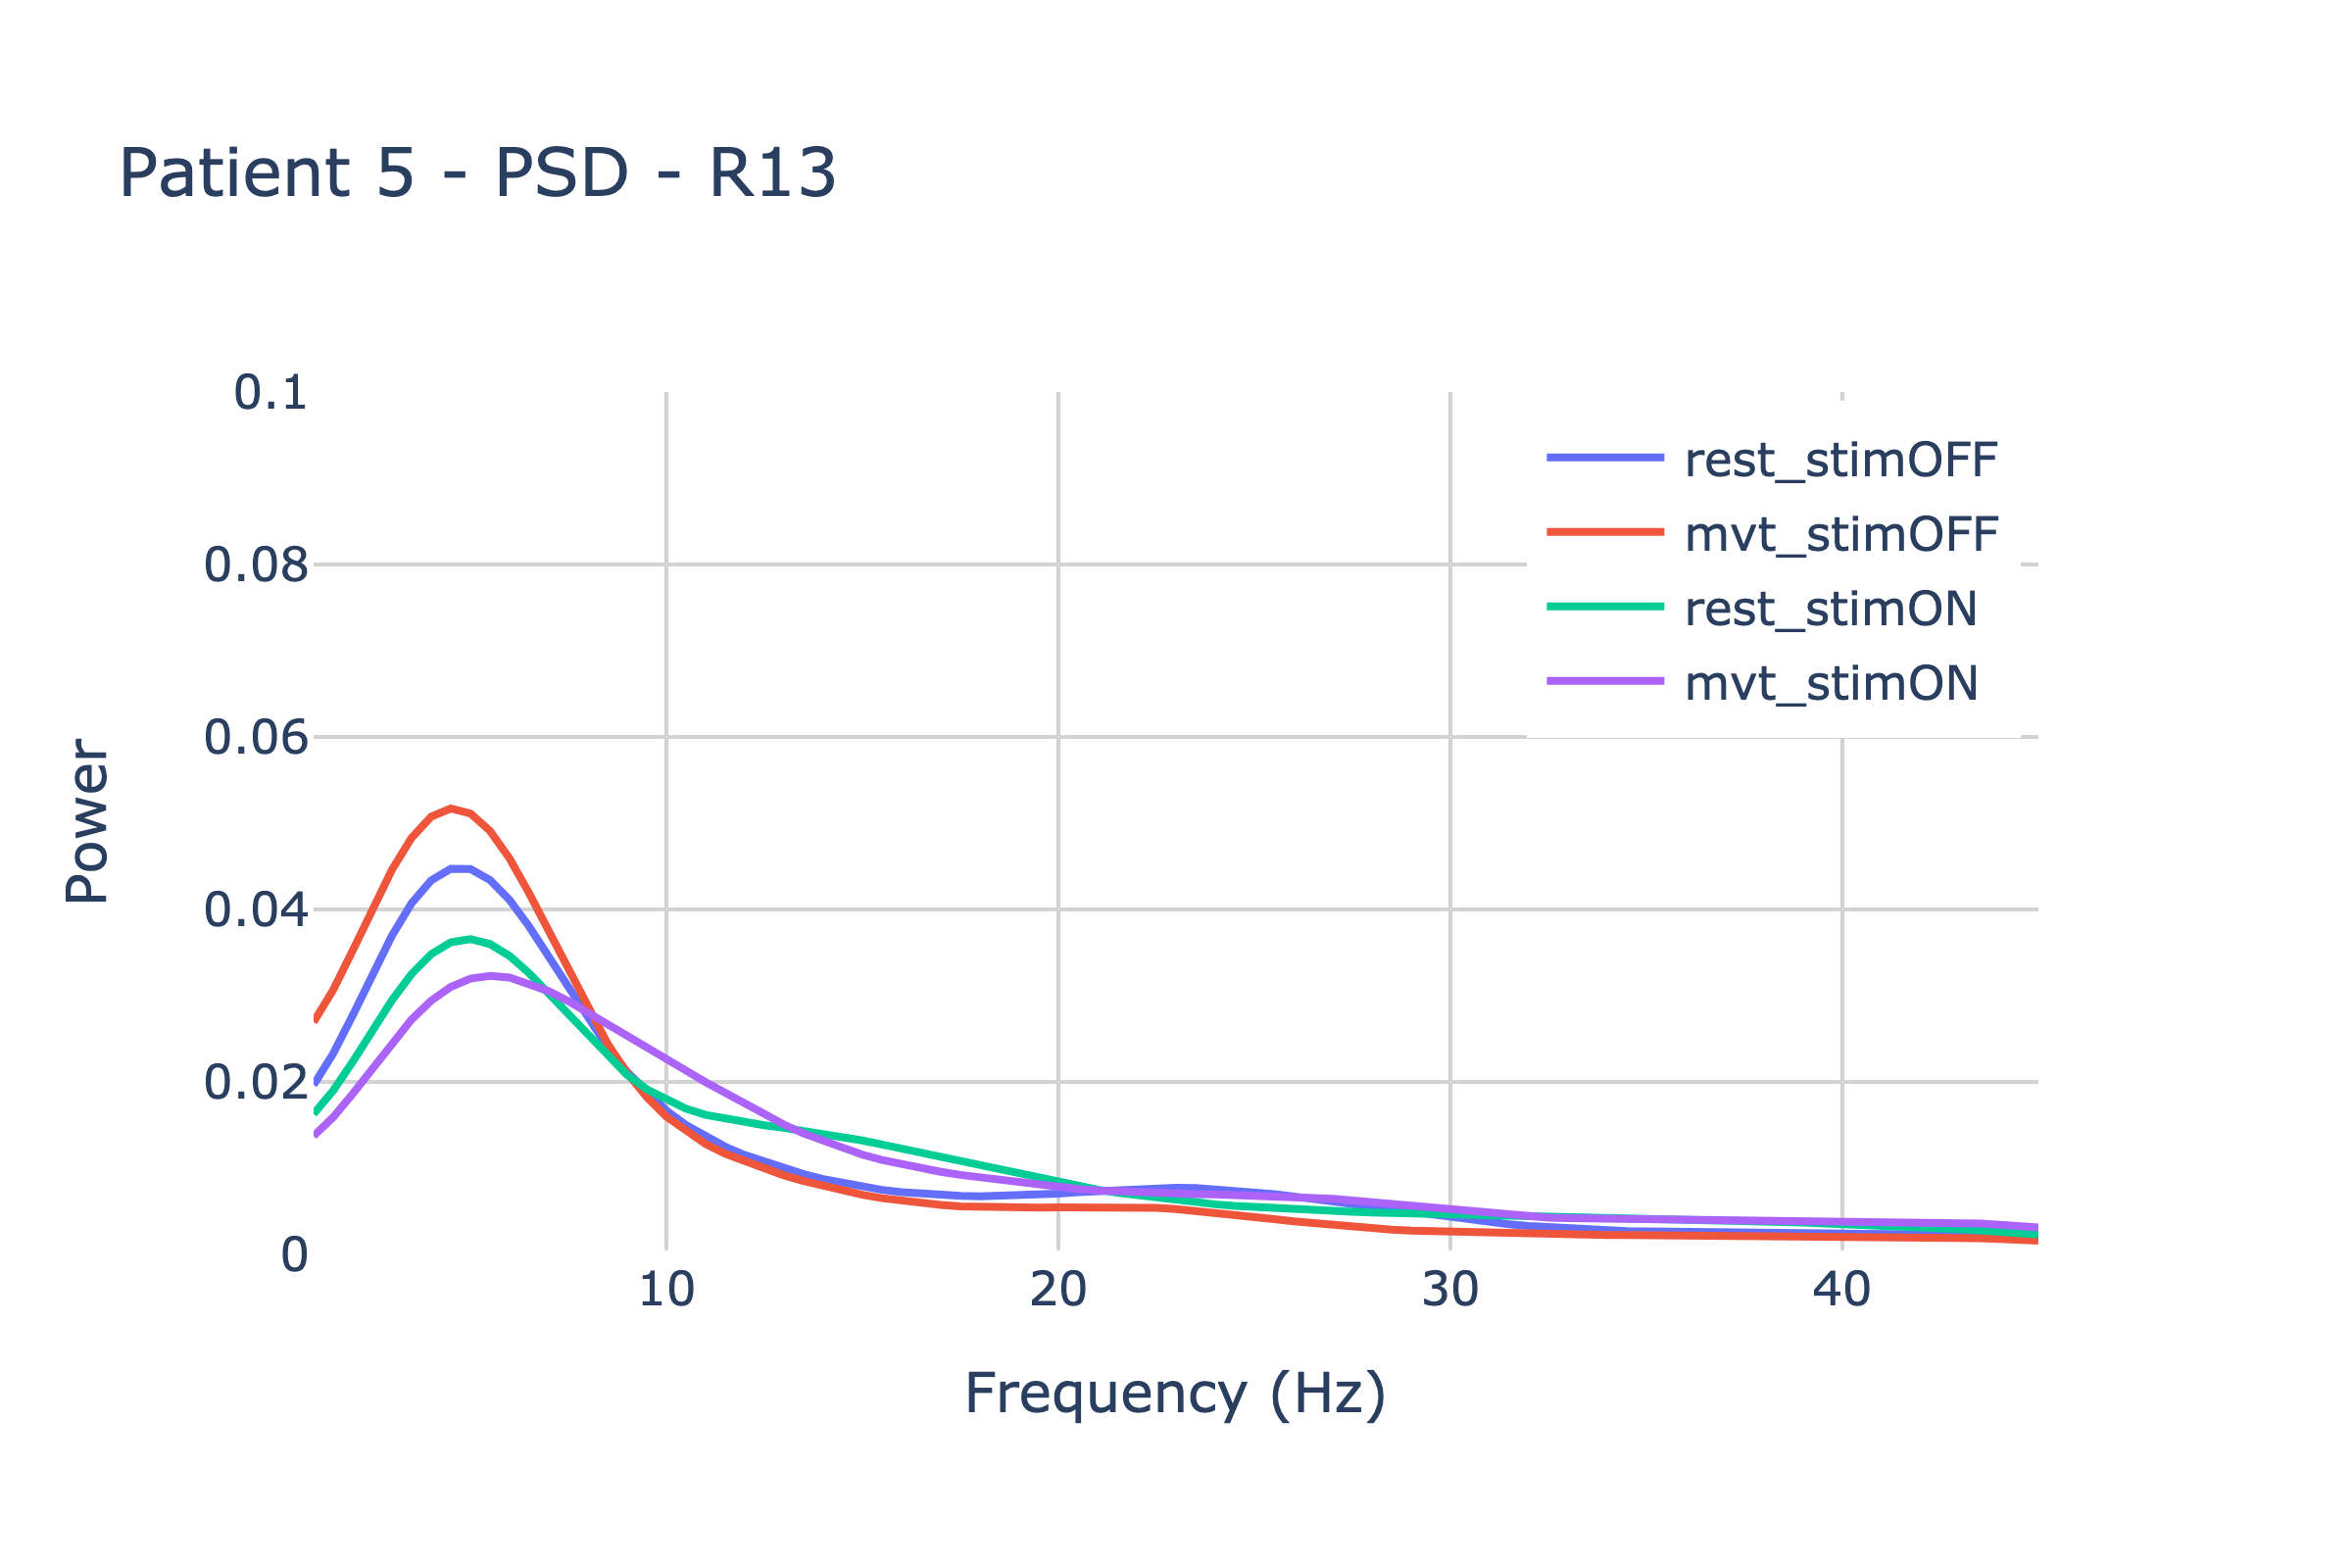 Patient 5 - PSD - R13
0.1
0.08
0.06
0.04
0.02
0
Power
10 20 30 40
Frequency (Hz)
rest_stimOFF
mvt_stimOFF
rest_stimON
mvt_stimON